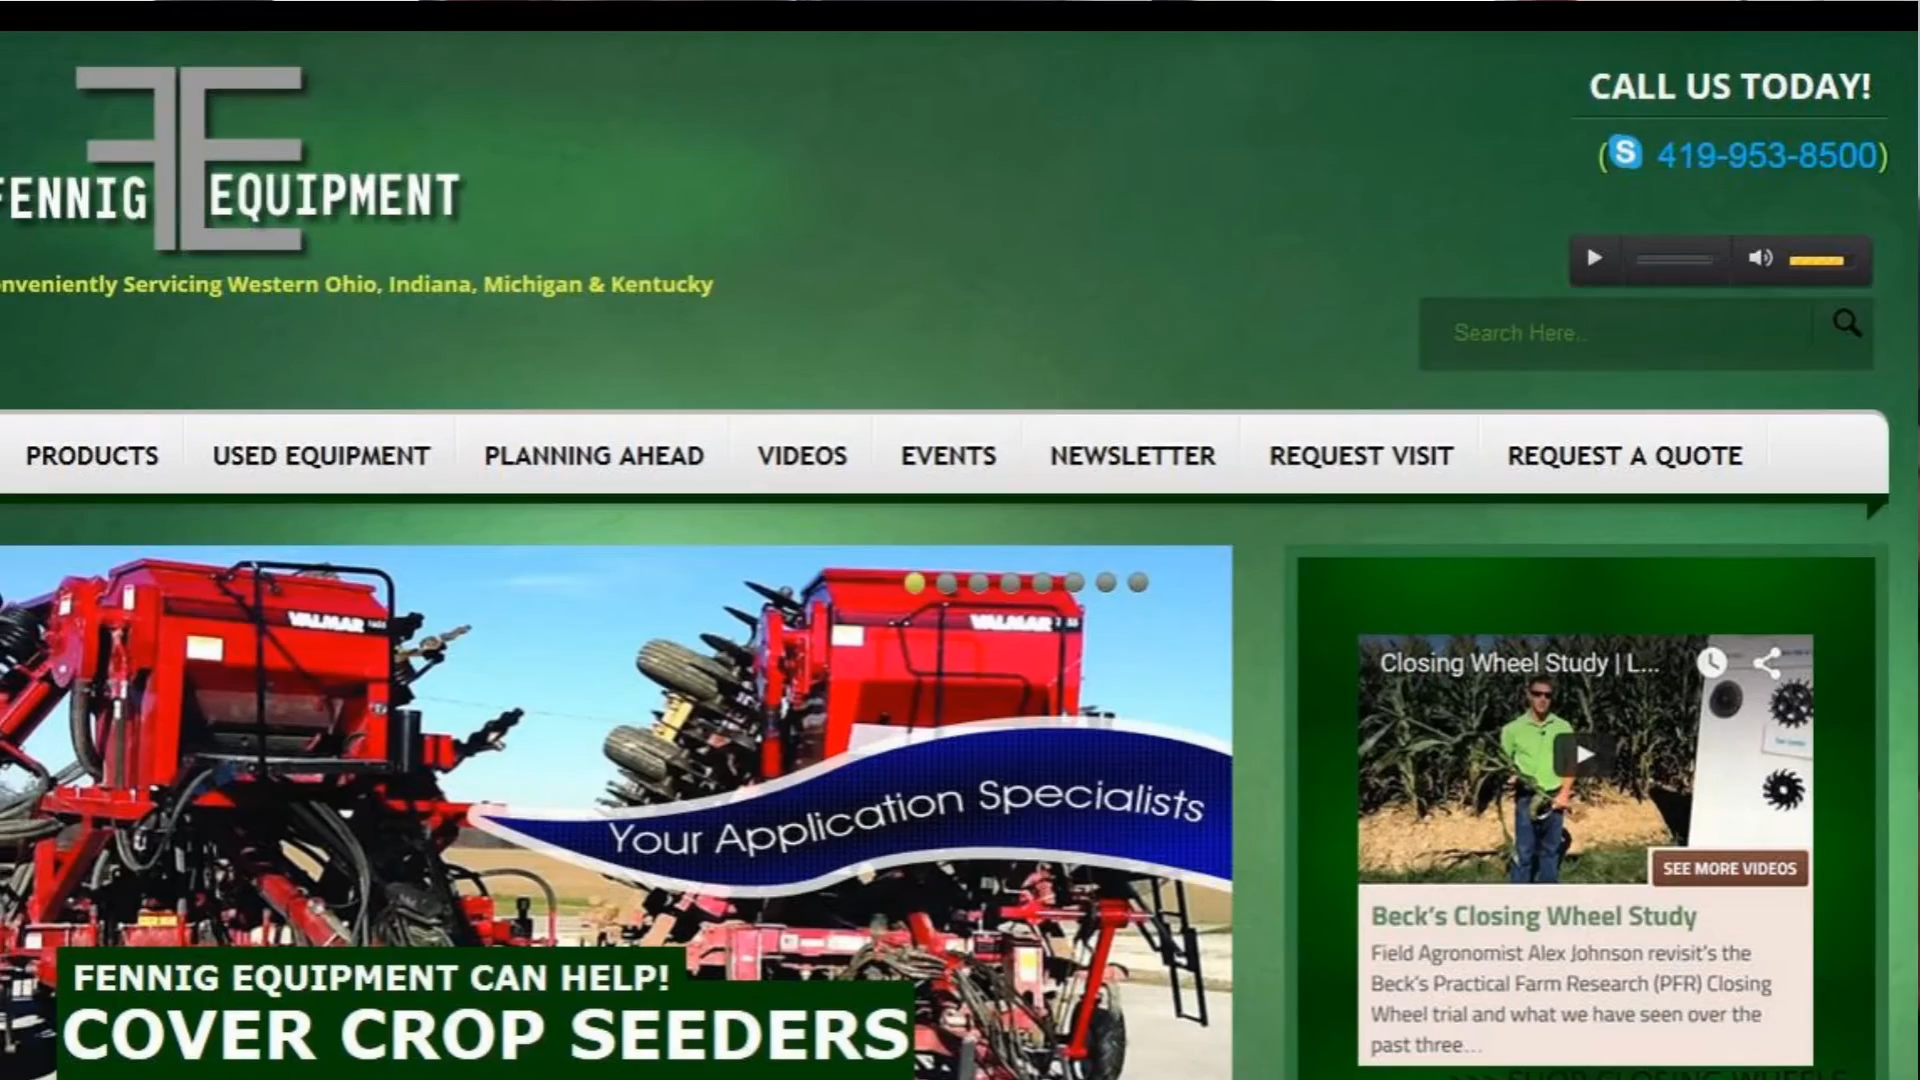 CALL US TODAY!
(419-953-8500)
FENNIG EQUIPMENT
Servicing Western Ohio, Indiana, Michigan & Kentucky
Search Here..
PRODUCTS USED EQUIPMENT PLANNING AHEAD VIDEOS EVENTS NEWSLETTER REQUEST VISIT REQUEST A QUOTE
VALMAR
VALMAR
Your Application Specialists
FENNIG EQUIPMENT CAN HELP!
COVER CROP SEEDERS
Closing Wheel Study | L...
SEE MORE VIDEOS
Beck's Closing Wheel Study
Field Agronomist Alex Johnson revisit's the
Beck's Practical Farm Research (PFR) Closing
Wheel trial and what we have seen over the
past three...
>>> SHOP CLOSING WHEELS